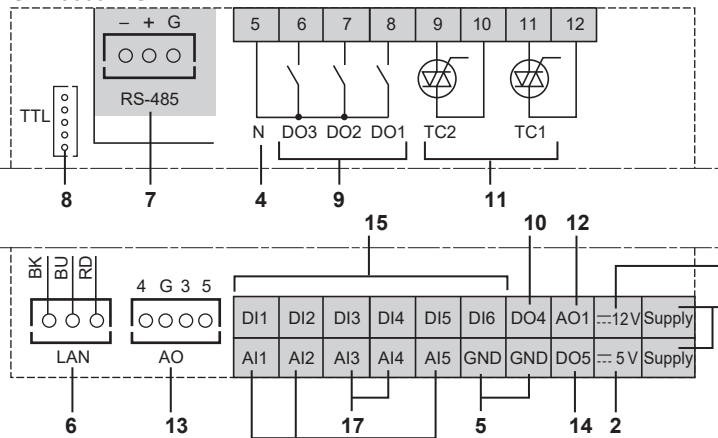 – + G
RS-485
TTL
5 6 7 8 9 10 11 12
N DO3 DO2 DO1 TC2 TC1
8 7 4 9 11
15 10 12
BK BU RD
4 G 3 5
LAN AO
DI1 DI2 DI3 DI4 DI5 DI6 DO4 AO1 12 V Supply
AI1 AI2 AI3 AI4 AI5 GND GND DO5 5 V Supply
6 13 17 5 14 2